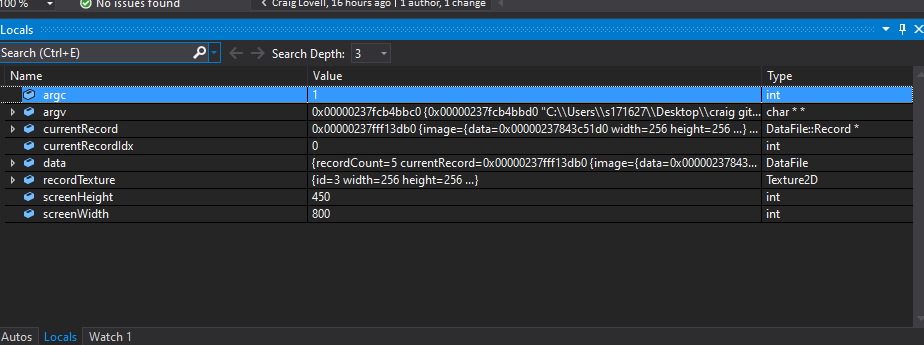 100 % No issues found Craig Lovell, 16 hours ago | 1 author, 1 change
Locals
Search (Ctrl+E) Search Depth: 3
Name Value Type
argc 1 int
argv 0x00000237fcb4bbc0 {0x00000237fcb4bbd0 "C:\\Users\\s171627\\Desktop\\craig git... char * *
currentRecord 0x00000237fff13db0 {image={data=0x00000237843c51d0 width=256 height=256 ...} ... DataFile::Record *
currentRecordIdx 0 int
data {recordCount=5 currentRecord=0x00000237fff13db0 {image={data=0x00000237843... DataFile
recordTexture {id=3 width=256 height=256 ...} Texture2D
screenHeight 450 int
screenWidth 800 int
Autos Locals Watch 1